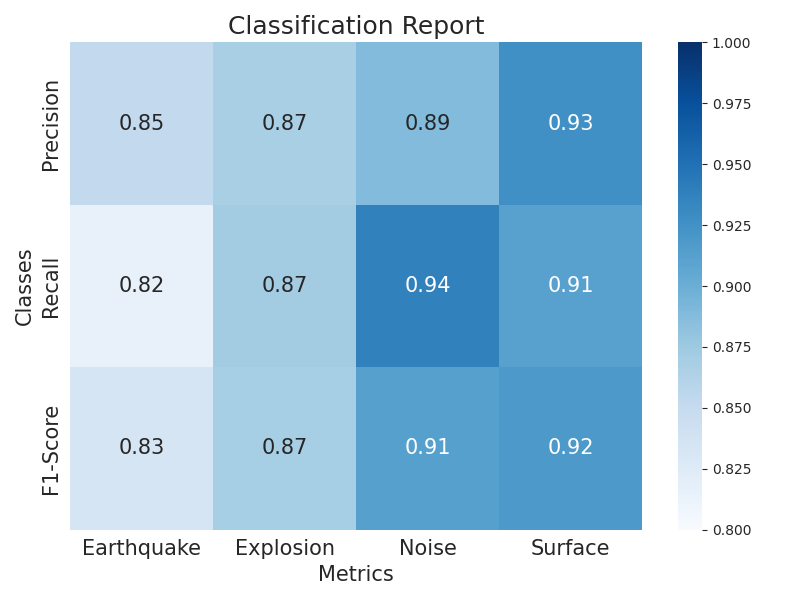 Classification Report
Precision 0.85 0.87 0.89 0.93
Classes
Recall 0.82 0.87 0.94 0.91
F1-Score 0.83 0.87 0.91 0.92
Earthquake Explosion Noise Surface
Metrics
1.000
0.975
0.950
0.925
0.900
0.875
0.850
0.825
0.800